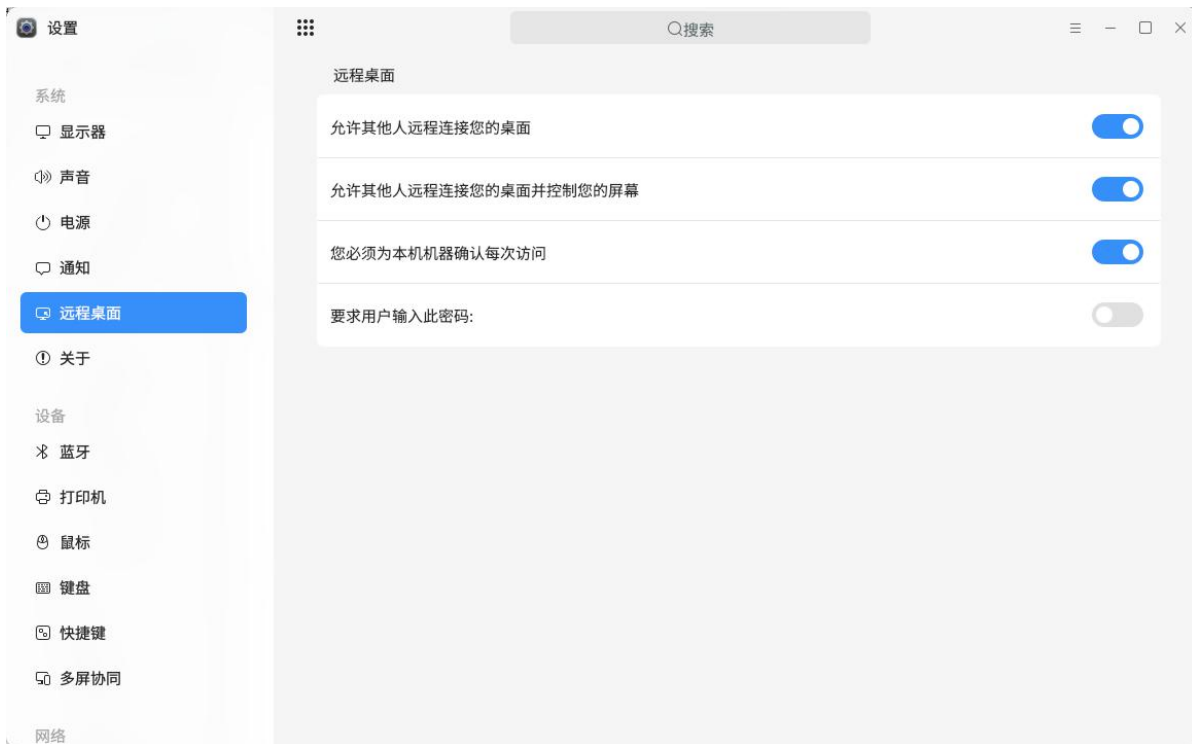 设置
搜索
系统
显示器
声音
电源
通知
远程桌面
关于
设备
蓝牙
打印机
鼠标
键盘
快捷键
多屏协同
网络
远程桌面
允许其他人远程连接您的桌面
允许其他人远程连接您的桌面并控制您的屏幕
您必须为本机机器确认每次访问
要求用户输入此密码: